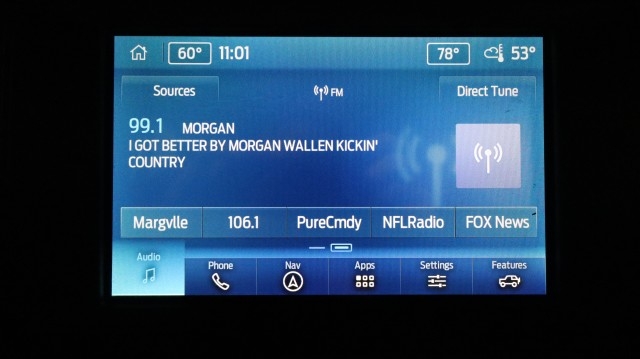 60° 11:01 78° 53°
Sources FM Direct Tune
99.1 MORGAN
I GOT BETTER BY MORGAN WALLEN KICKIN'
COUNTRY
Margvlle 106.1 PureCmdy NFLRadio FOX News
Audio Phone Nav Apps Settings Features